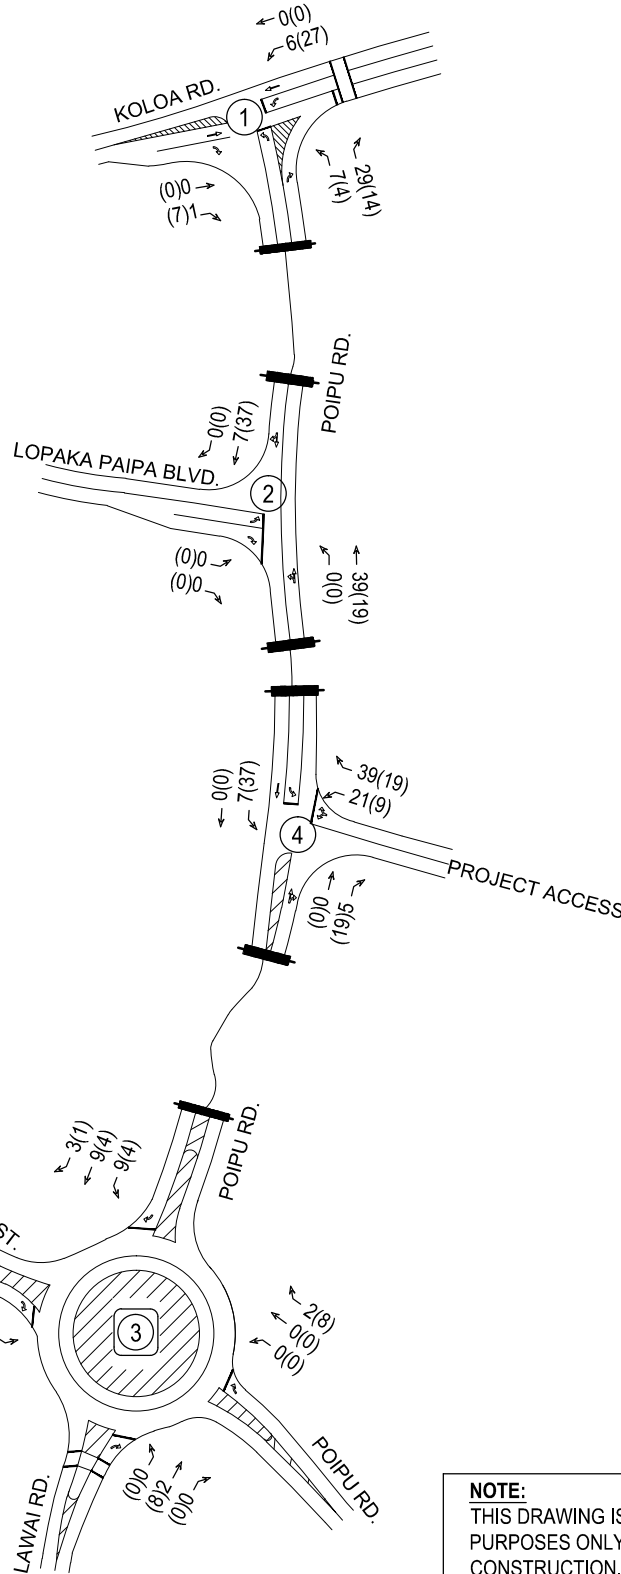 0(0)
6(27)
KOLOA RD.
1
29(14)
7(4)
(0)0
(7)1
POIPU RD.
0(0)
7(37)
LOPAKA PAIPA BLVD.
2
39(19)
0(0)
(0)0
(0)0
0(0)
7(37)
39(19)
21(9)
4
PROJECT ACCESS
(0)0
(19)5
3(1)
9(4)
9(4)
POIPU RD.
ST.
3
2(8)
0(0)
0(0)
(0)0
(8)2
(0)0
POIPU RD.
LAWAI RD.
NOTE:
THIS DRAWING IS
PURPOSES ONLY
CONSTRUCTION.